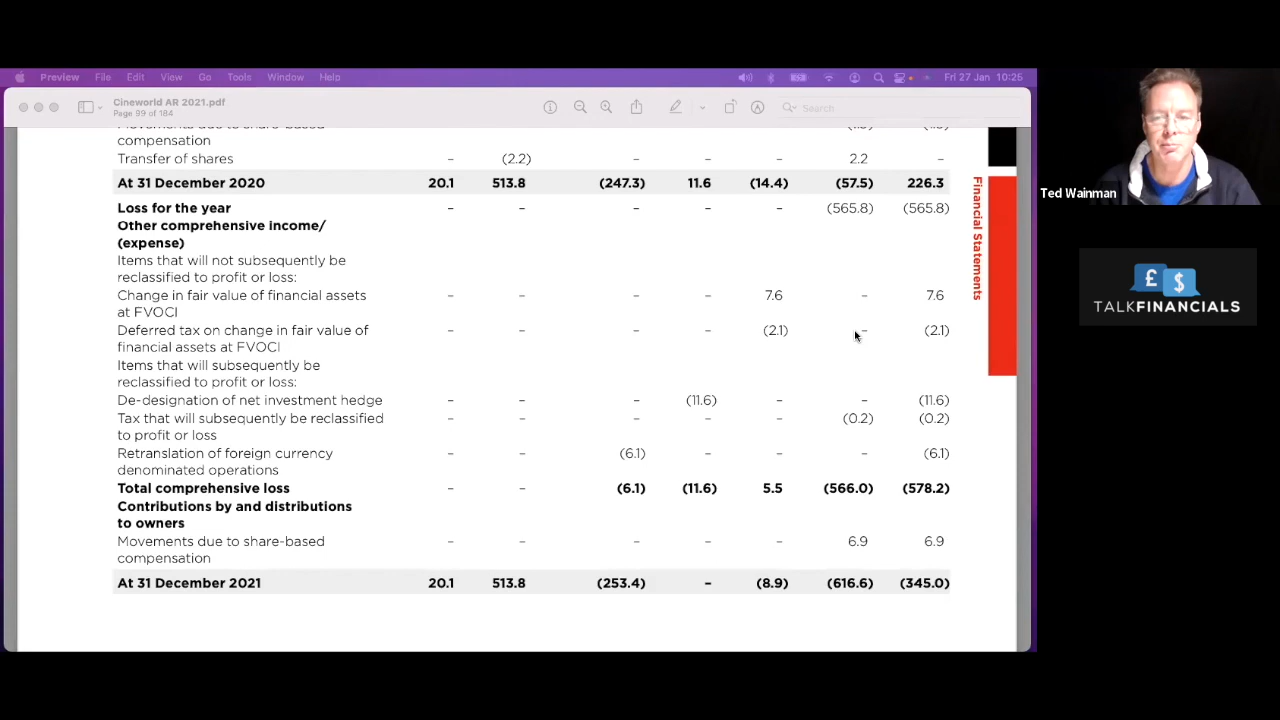 Preview File Edit View Go Tools Window Help Fri 27 Jan 10:25
Cineworld AR 2021.pdf
Page 99 of 184
Search
compensation
Transfer of shares – (2.2) – – – 2.2 –
At 31 December 2020 20.1 513.8 (247.3) 11.6 (14.4) (57.5) 226.3
Loss for the year – – – – – (565.8) (565.8)
Other comprehensive income/
(expense)
Items that will not subsequently be
reclassified to profit or loss:
Change in fair value of financial assets – – – – 7.6 – 7.6
at FVOCI
Deferred tax on change in fair value of – – – – (2.1) – (2.1)
financial assets at FVOCI
Items that will subsequently be
reclassified to profit or loss:
De-designation of net investment hedge – – – (11.6) – – (11.6)
Tax that will subsequently be reclassified – – – – – (0.2) (0.2)
to profit or loss
Retranslation of foreign currency – – (6.1) – – – (6.1)
denominated operations
Total comprehensive loss – – (6.1) (11.6) 5.5 (566.0) (578.2)
Contributions by and distributions
to owners
Movements due to share-based – – – – – 6.9 6.9
compensation
At 31 December 2021 20.1 513.8 (253.4) – (8.9) (616.6) (345.0)
Financial Statements
Ted Wainman
£ $
TALKFINANCIALS